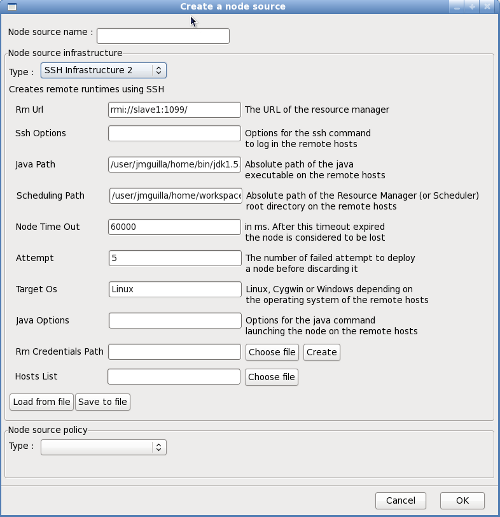 Create a node source
Node source name :
Node source infrastructure
Type : SSH Infrastructure 2
Creates remote runtimes using SSH
Rm Url rmi://slave1:1099/ The URL of the resource manager
Ssh Options Options for the ssh command
to log in the remote hosts
Java Path /user/jmguilla/home/bin/jdk1.5 Absolute path of the java
executable on the remote hosts
Scheduling Path /user/jmguilla/home/workspace Absolute path of the Resource Manager (or Scheduler)
root directory on the remote hosts
Node Time Out 60000 in ms. After this timeout expired
the node is considered to be lost
Attempt 5 The number of failed attempt to deploy
a node before discarding it
Target Os Linux Linux, Cygwin or Windows depending on
the operating system of the remote hosts
Java Options Options for the java command
launching the node on the remote hosts
Rm Credentials Path Choose file Create
Hosts List Choose file
Load from file Save to file
Node source policy
Type :
Cancel OK